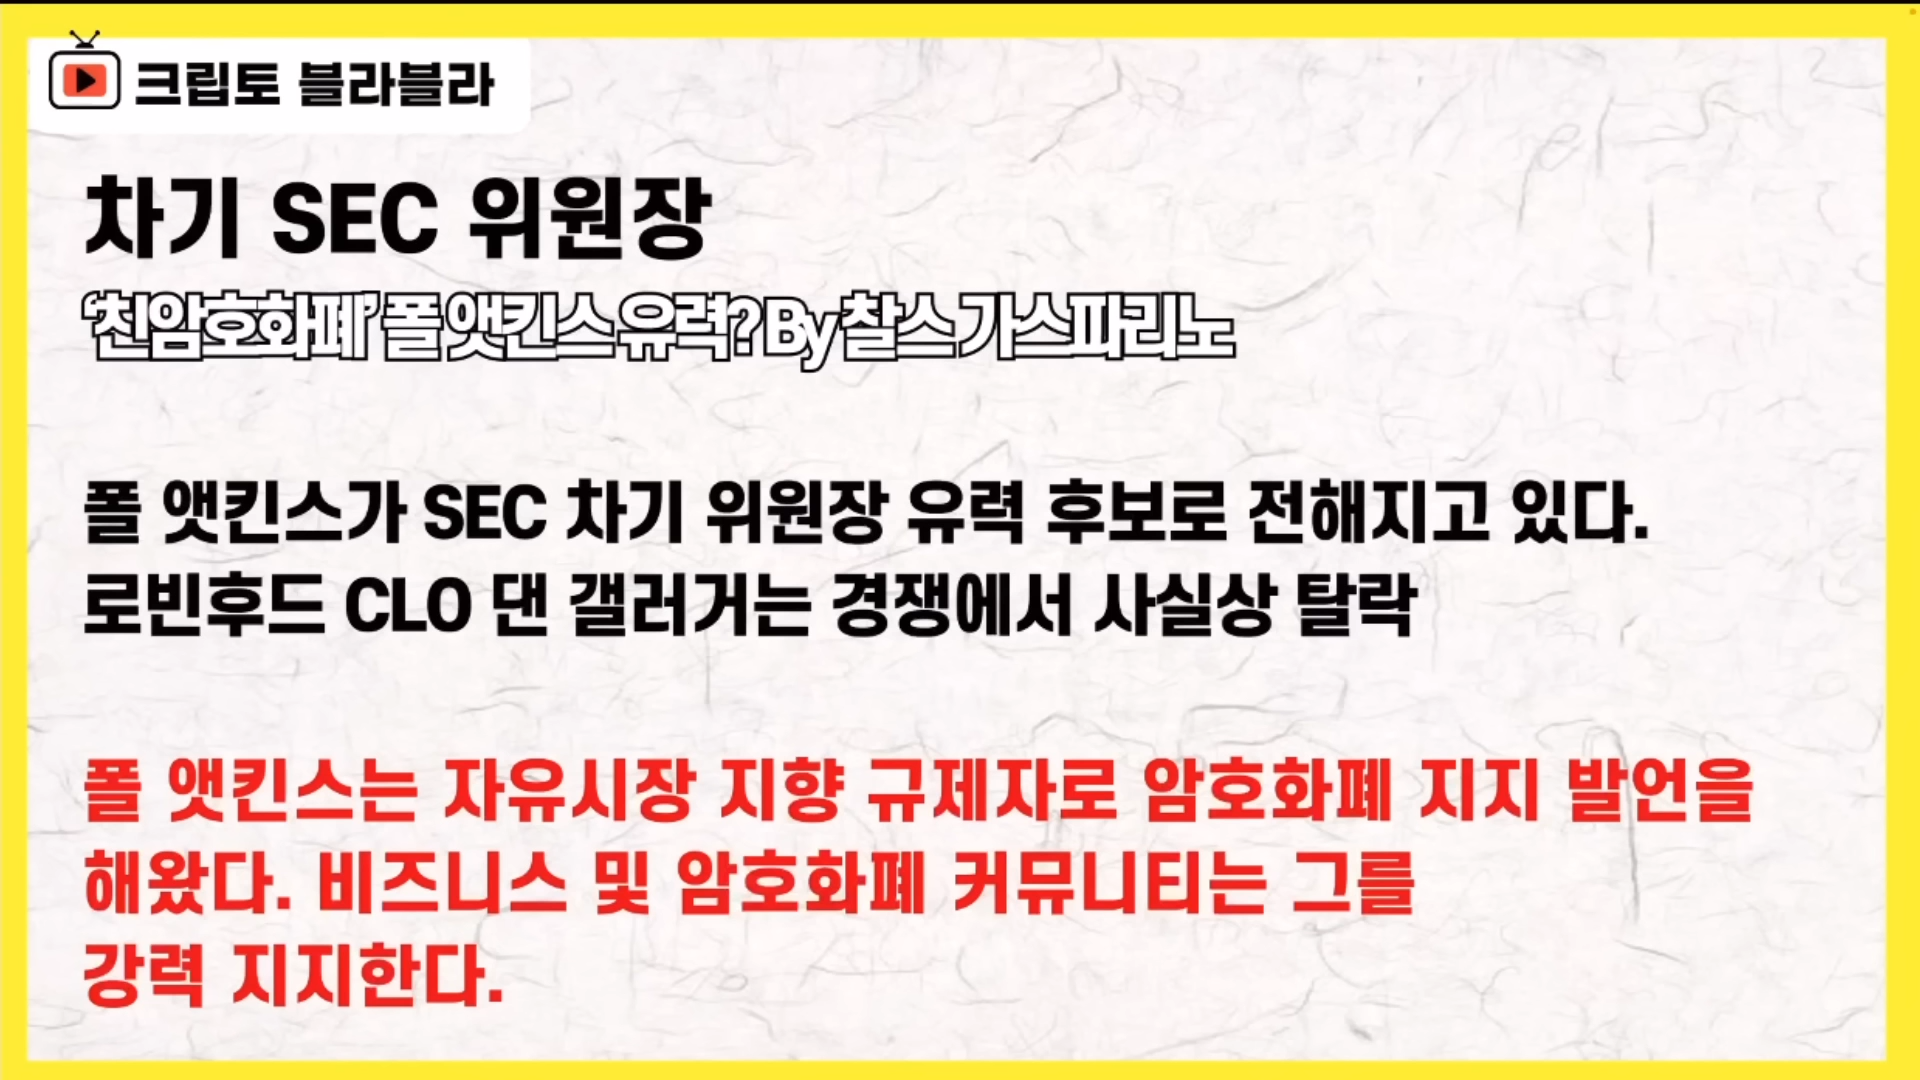 크립토 블라블라
차기 SEC 위원장
‘친암호화폐’ 폴 앳킨스 유력? By 찰스 가스파리노
폴 앳킨스가 SEC 차기 위원장 유력 후보로 전해지고 있다.
로빈후드 CLO 댄 갤러거는 경쟁에서 사실상 탈락
폴 앳킨스는 자유시장 지향 규제자로 암호화폐 지지 발언을
해왔다. 비즈니스 및 암호화폐 커뮤니티는 그를
강력 지지한다.